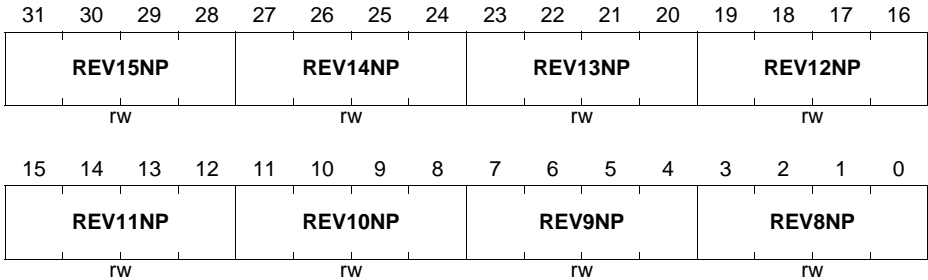 31 30 29 28 27 26 25 24 23 22 21 20 19 18 17 16
REV15NP REV14NP REV13NP REV12NP
rw rw rw rw
15 14 13 12 11 10 9 8 7 6 5 4 3 2 1 0
REV11NP REV10NP REV9NP REV8NP
rw rw rw rw